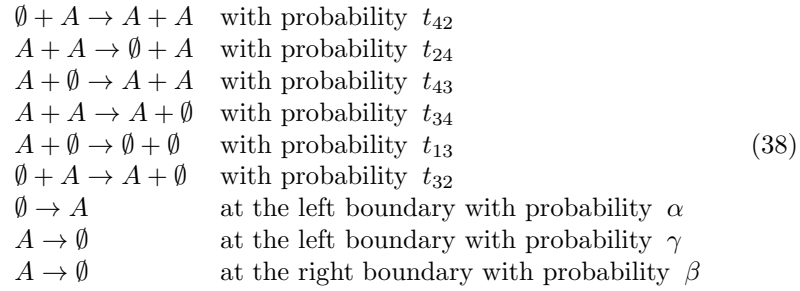 ∅ + A → A + A with probability t₄₂
A + A → ∅ + A with probability t₂₄
A + ∅ → A + A with probability t₄₃
A + A → A + ∅ with probability t₃₄
A + ∅ → ∅ + ∅ with probability t₁₃
∅ + A → A + ∅ with probability t₃₂
∅ → A at the left boundary with probability α
A → ∅ at the left boundary with probability γ
A → ∅ at the right boundary with probability β
(38)